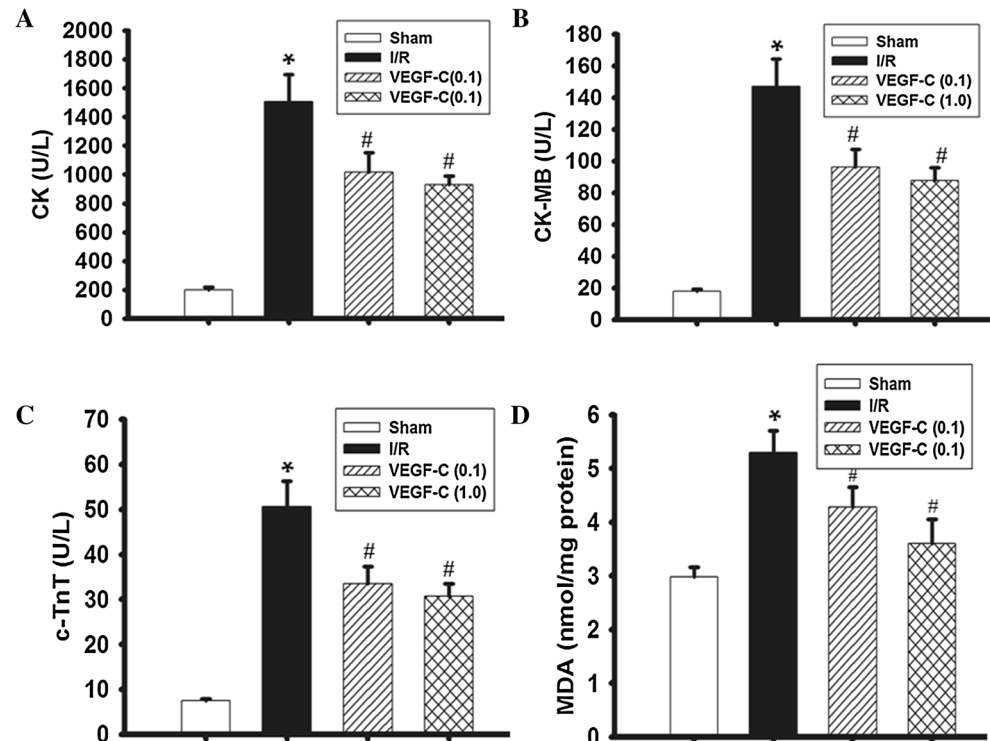 A
CK (U/L)
2000
1800
1600
1400
1200
1000
800
600
400
200
0
*
#
#
Sham
I/R
VEGF-C(0.1)
VEGF-C(0.1)
B
CK-MB (U/L)
180
160
140
120
100
80
60
40
20
0
*
#
#
Sham
I/R
VEGF-C (0.1)
VEGF-C (1.0)
C
c-TnT (U/L)
70
60
50
40
30
20
10
0
*
#
#
Sham
I/R
VEGF-C (0.1)
VEGF-C (1.0)
D
MDA (nmol/mg protein)
6
5
4
3
2
1
0
*
#
#
Sham
I/R
VEGF-C (0.1)
VEGF-C (0.1)